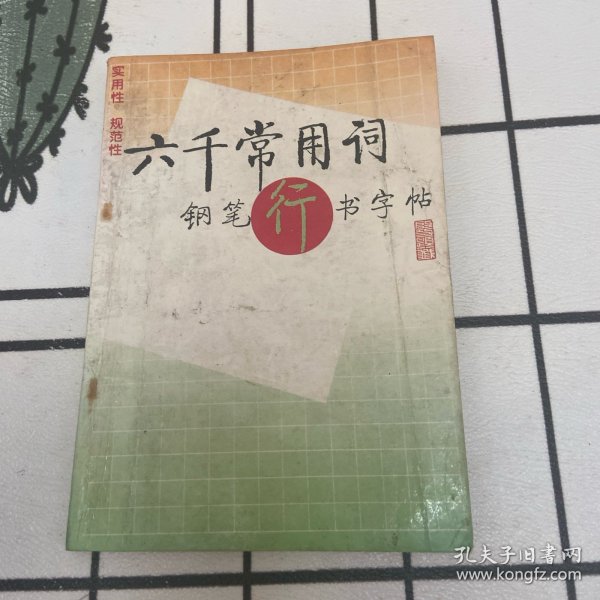 实用性 规范性
六千常用词
钢笔行书字帖
孔夫子旧书网
www.kongfz.com